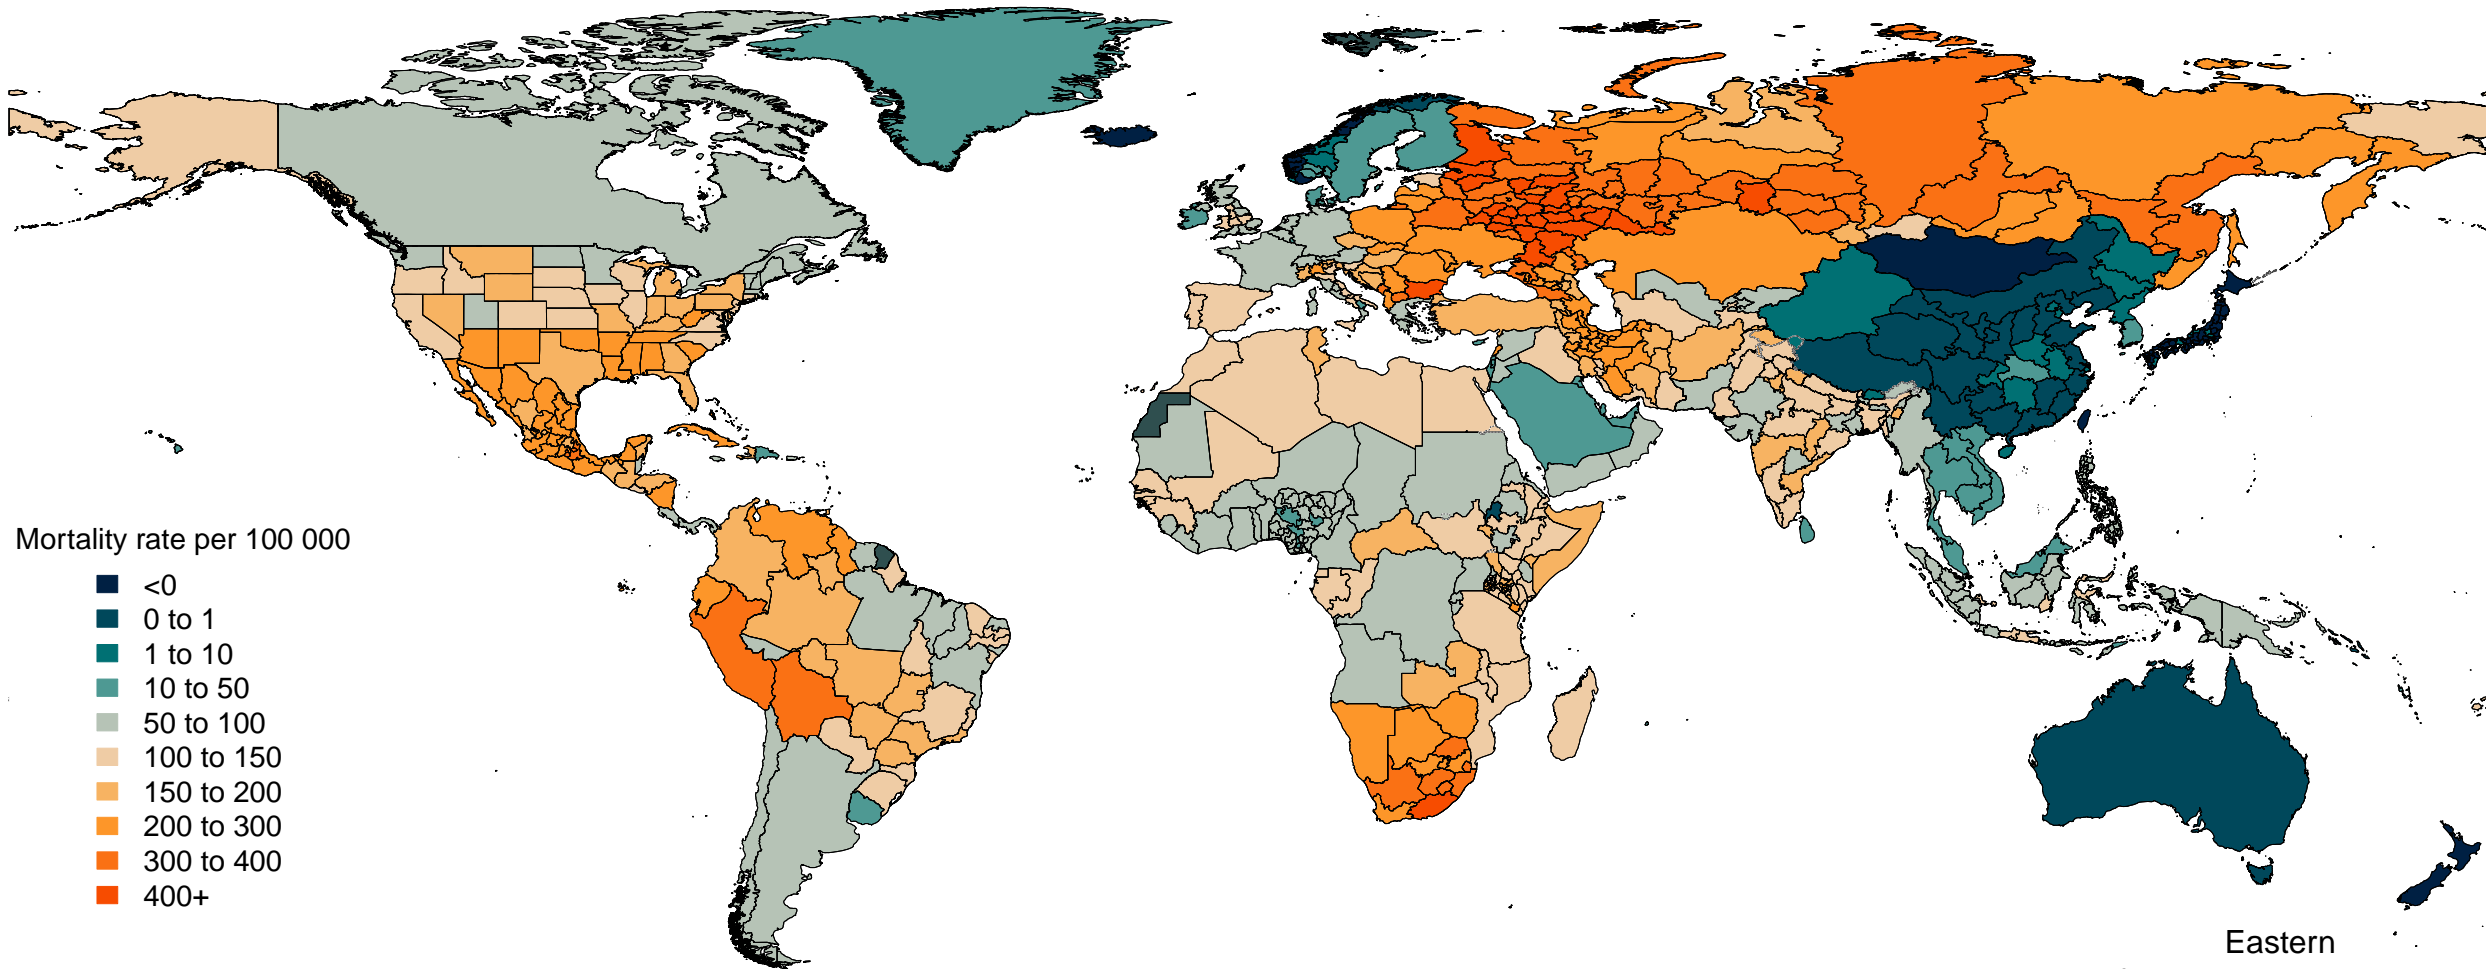 Mortality rate per 100 000
<0
0 to 1
1 to 10
10 to 50
50 to 100
100 to 150
150 to 200
200 to 300
300 to 400
400+
Eastern